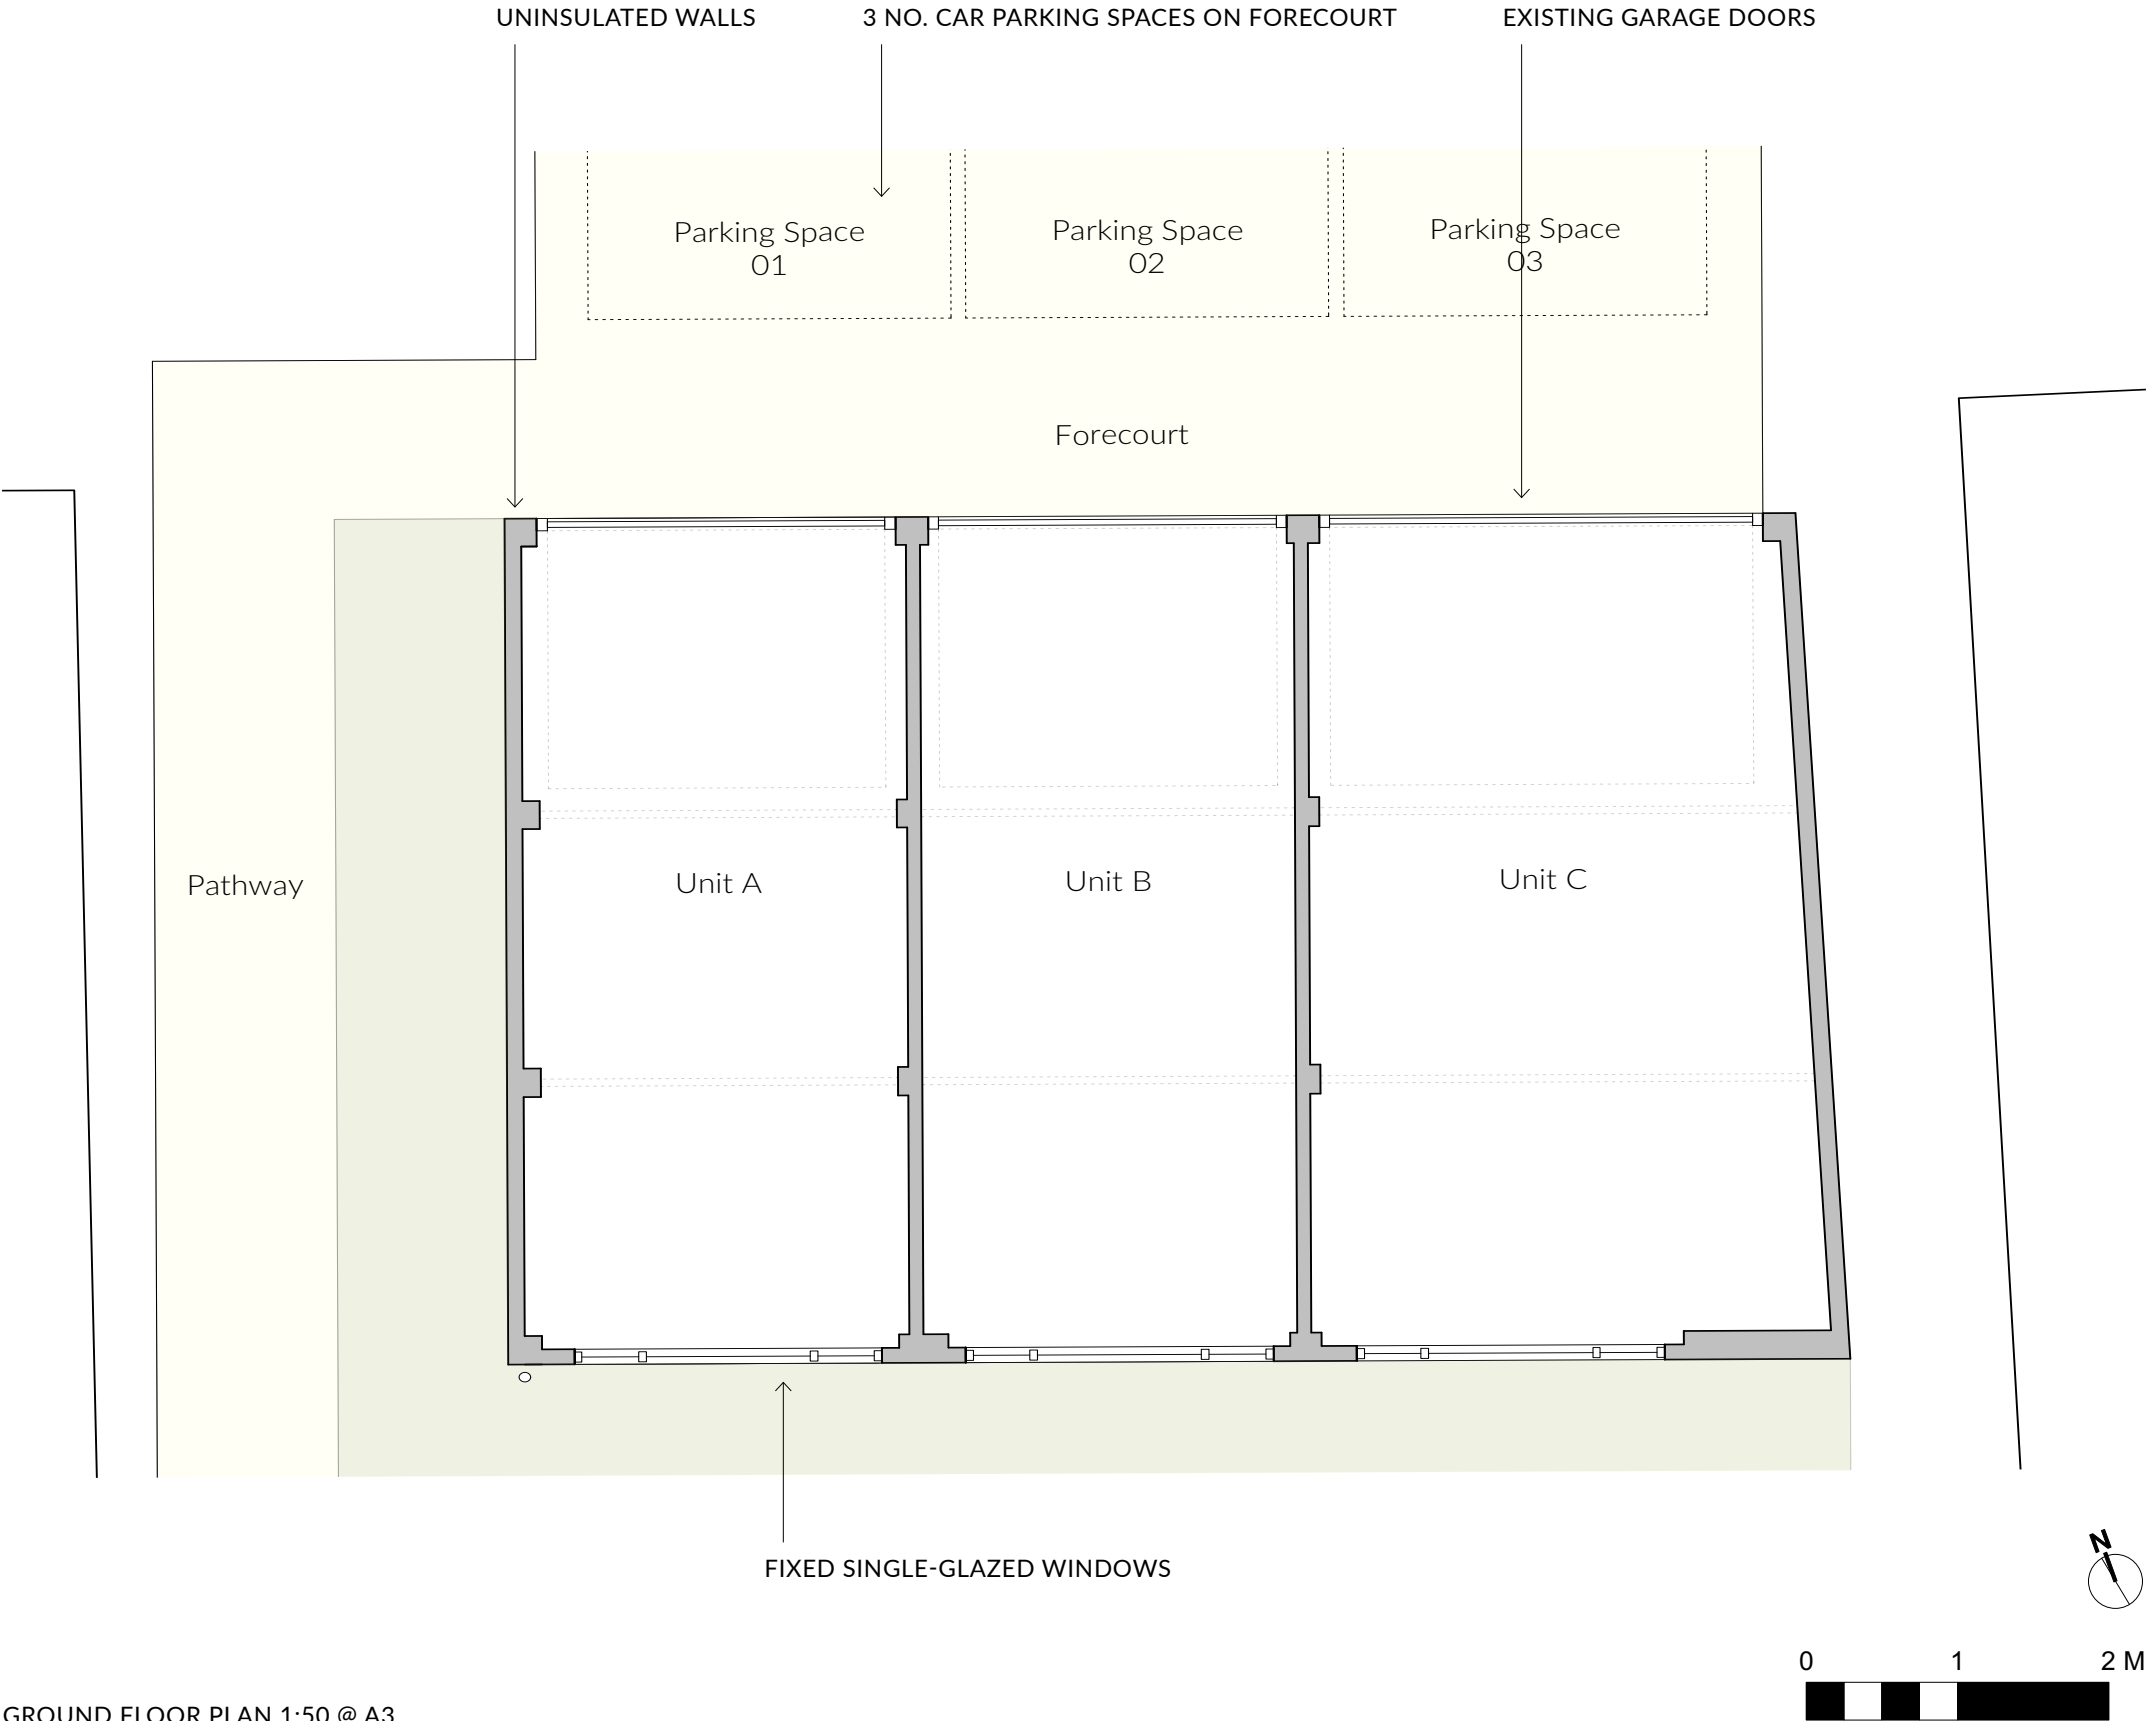 UNINSULATED WALLS
3 NO. CAR PARKING SPACES ON FORECOURT
EXISTING GARAGE DOORS
Parking Space
01
Parking Space
02
Parking Space
03
Forecourt
Pathway
Unit A
Unit B
Unit C
FIXED SINGLE-GLAZED WINDOWS
N
0 1 2 M
GROUND FLOOR PLAN 1:50 @ A3